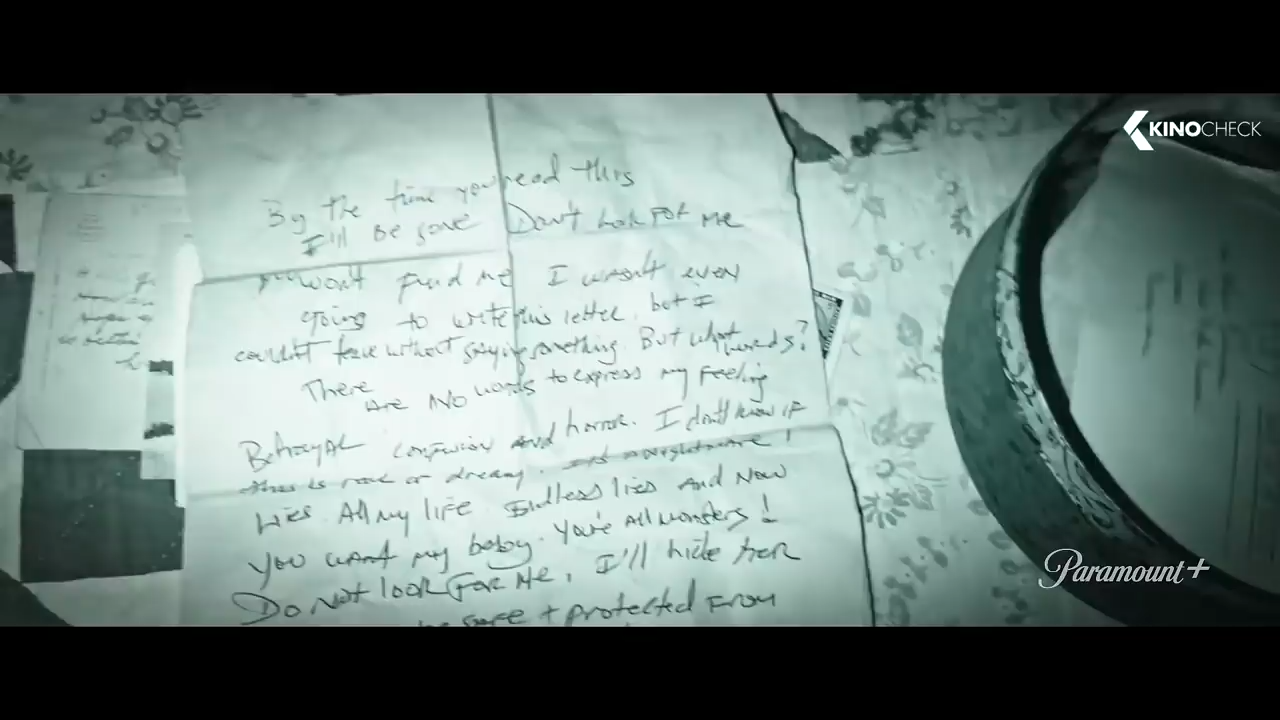 KINOCHECK
By the time you read this
I'll be gone Don't look for me
you won't find me I wasn't even
going to write this letter, but I
couldn't leave without saying something. But what words?
There are No words to express my feeling
Betrayal confusion and horror. I don't know if
this is real or dream. a nightmare!
Lies. All my life Endless lies and Now
you want my baby. You're all monsters!
Do Not look For Me, I'll hide her
be safe + protected From
Paramount+